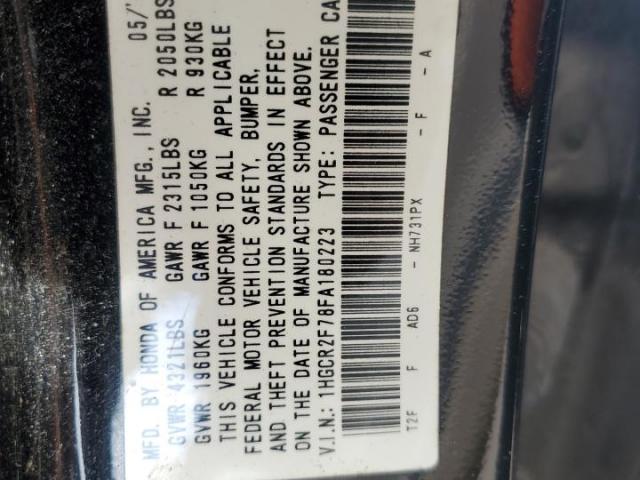 MFD. BY HONDA OF AMERICA MFG., INC. 05/
GVWR 4321LBS GAWR F 2315LBS R 2050LBS
GVWR 1960KG GAWR F 1050KG R 930KG
THIS VEHICLE CONFORMS TO ALL APPLICABLE
FEDERAL MOTOR VEHICLE SAFETY, BUMPER,
AND THEFT PREVENTION STANDARDS IN EFFECT
ON THE DATE OF MANUFACTURE SHOWN ABOVE.
V.I.N.: 1HGCR2F78FA180223 TYPE: PASSENGER CA
T2F F AD6 - NH731PX - F - A